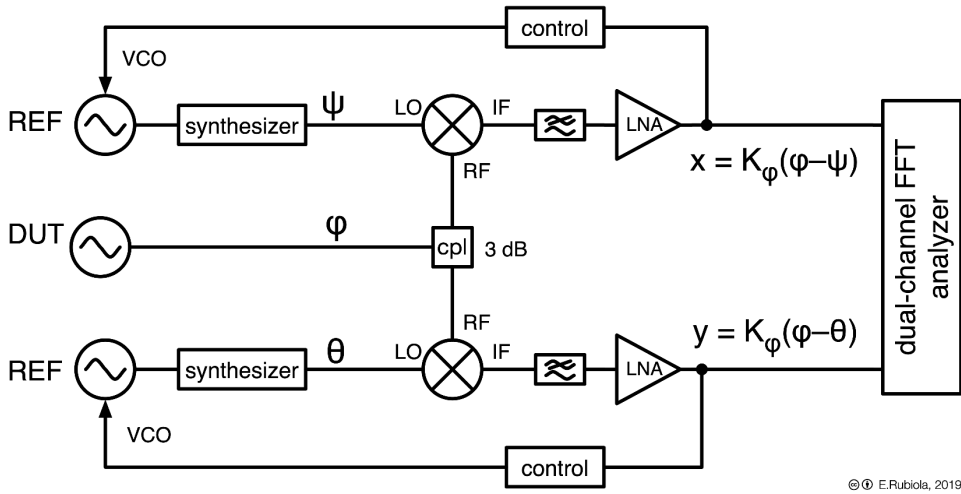 control
VCO
REF
synthesizer
ψ
LO
IF
LNA
RF
x = Kφ(φ–ψ)
DUT
φ
cpl
3 dB
dual-channel FFT
analyzer
RF
y = Kφ(φ–θ)
REF
synthesizer
θ
LO
IF
LNA
VCO
control
cc E.Rubiola, 2019